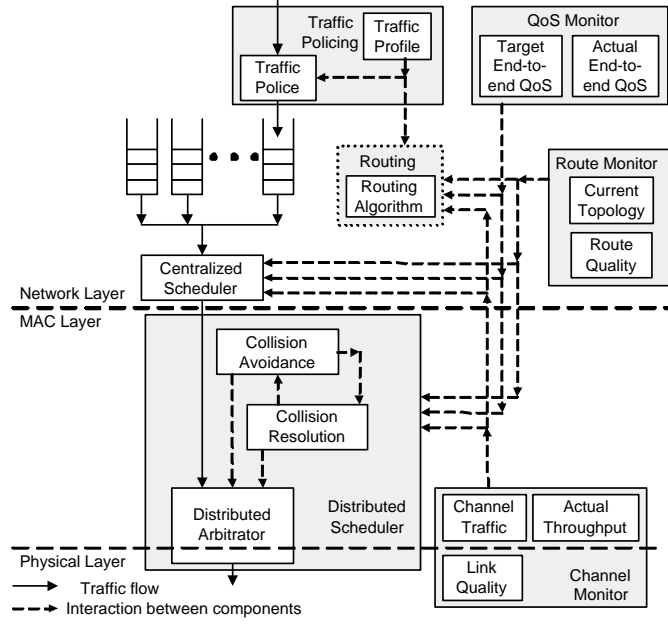 Traffic
Policing
Traffic
Profile
Traffic
Police
QoS Monitor
Target
End-to-
end QoS
Actual
End-to-
end QoS
Routing
Routing
Algorithm
Route Monitor
Current
Topology
Route
Quality
Centralized
Scheduler
Network Layer
MAC Layer
Collision
Avoidance
Collision
Resolution
Distributed
Arbitrator
Distributed
Scheduler
Channel
Traffic
Actual
Throughput
Link
Quality
Channel
Monitor
Physical Layer
Traffic flow
Interaction between components